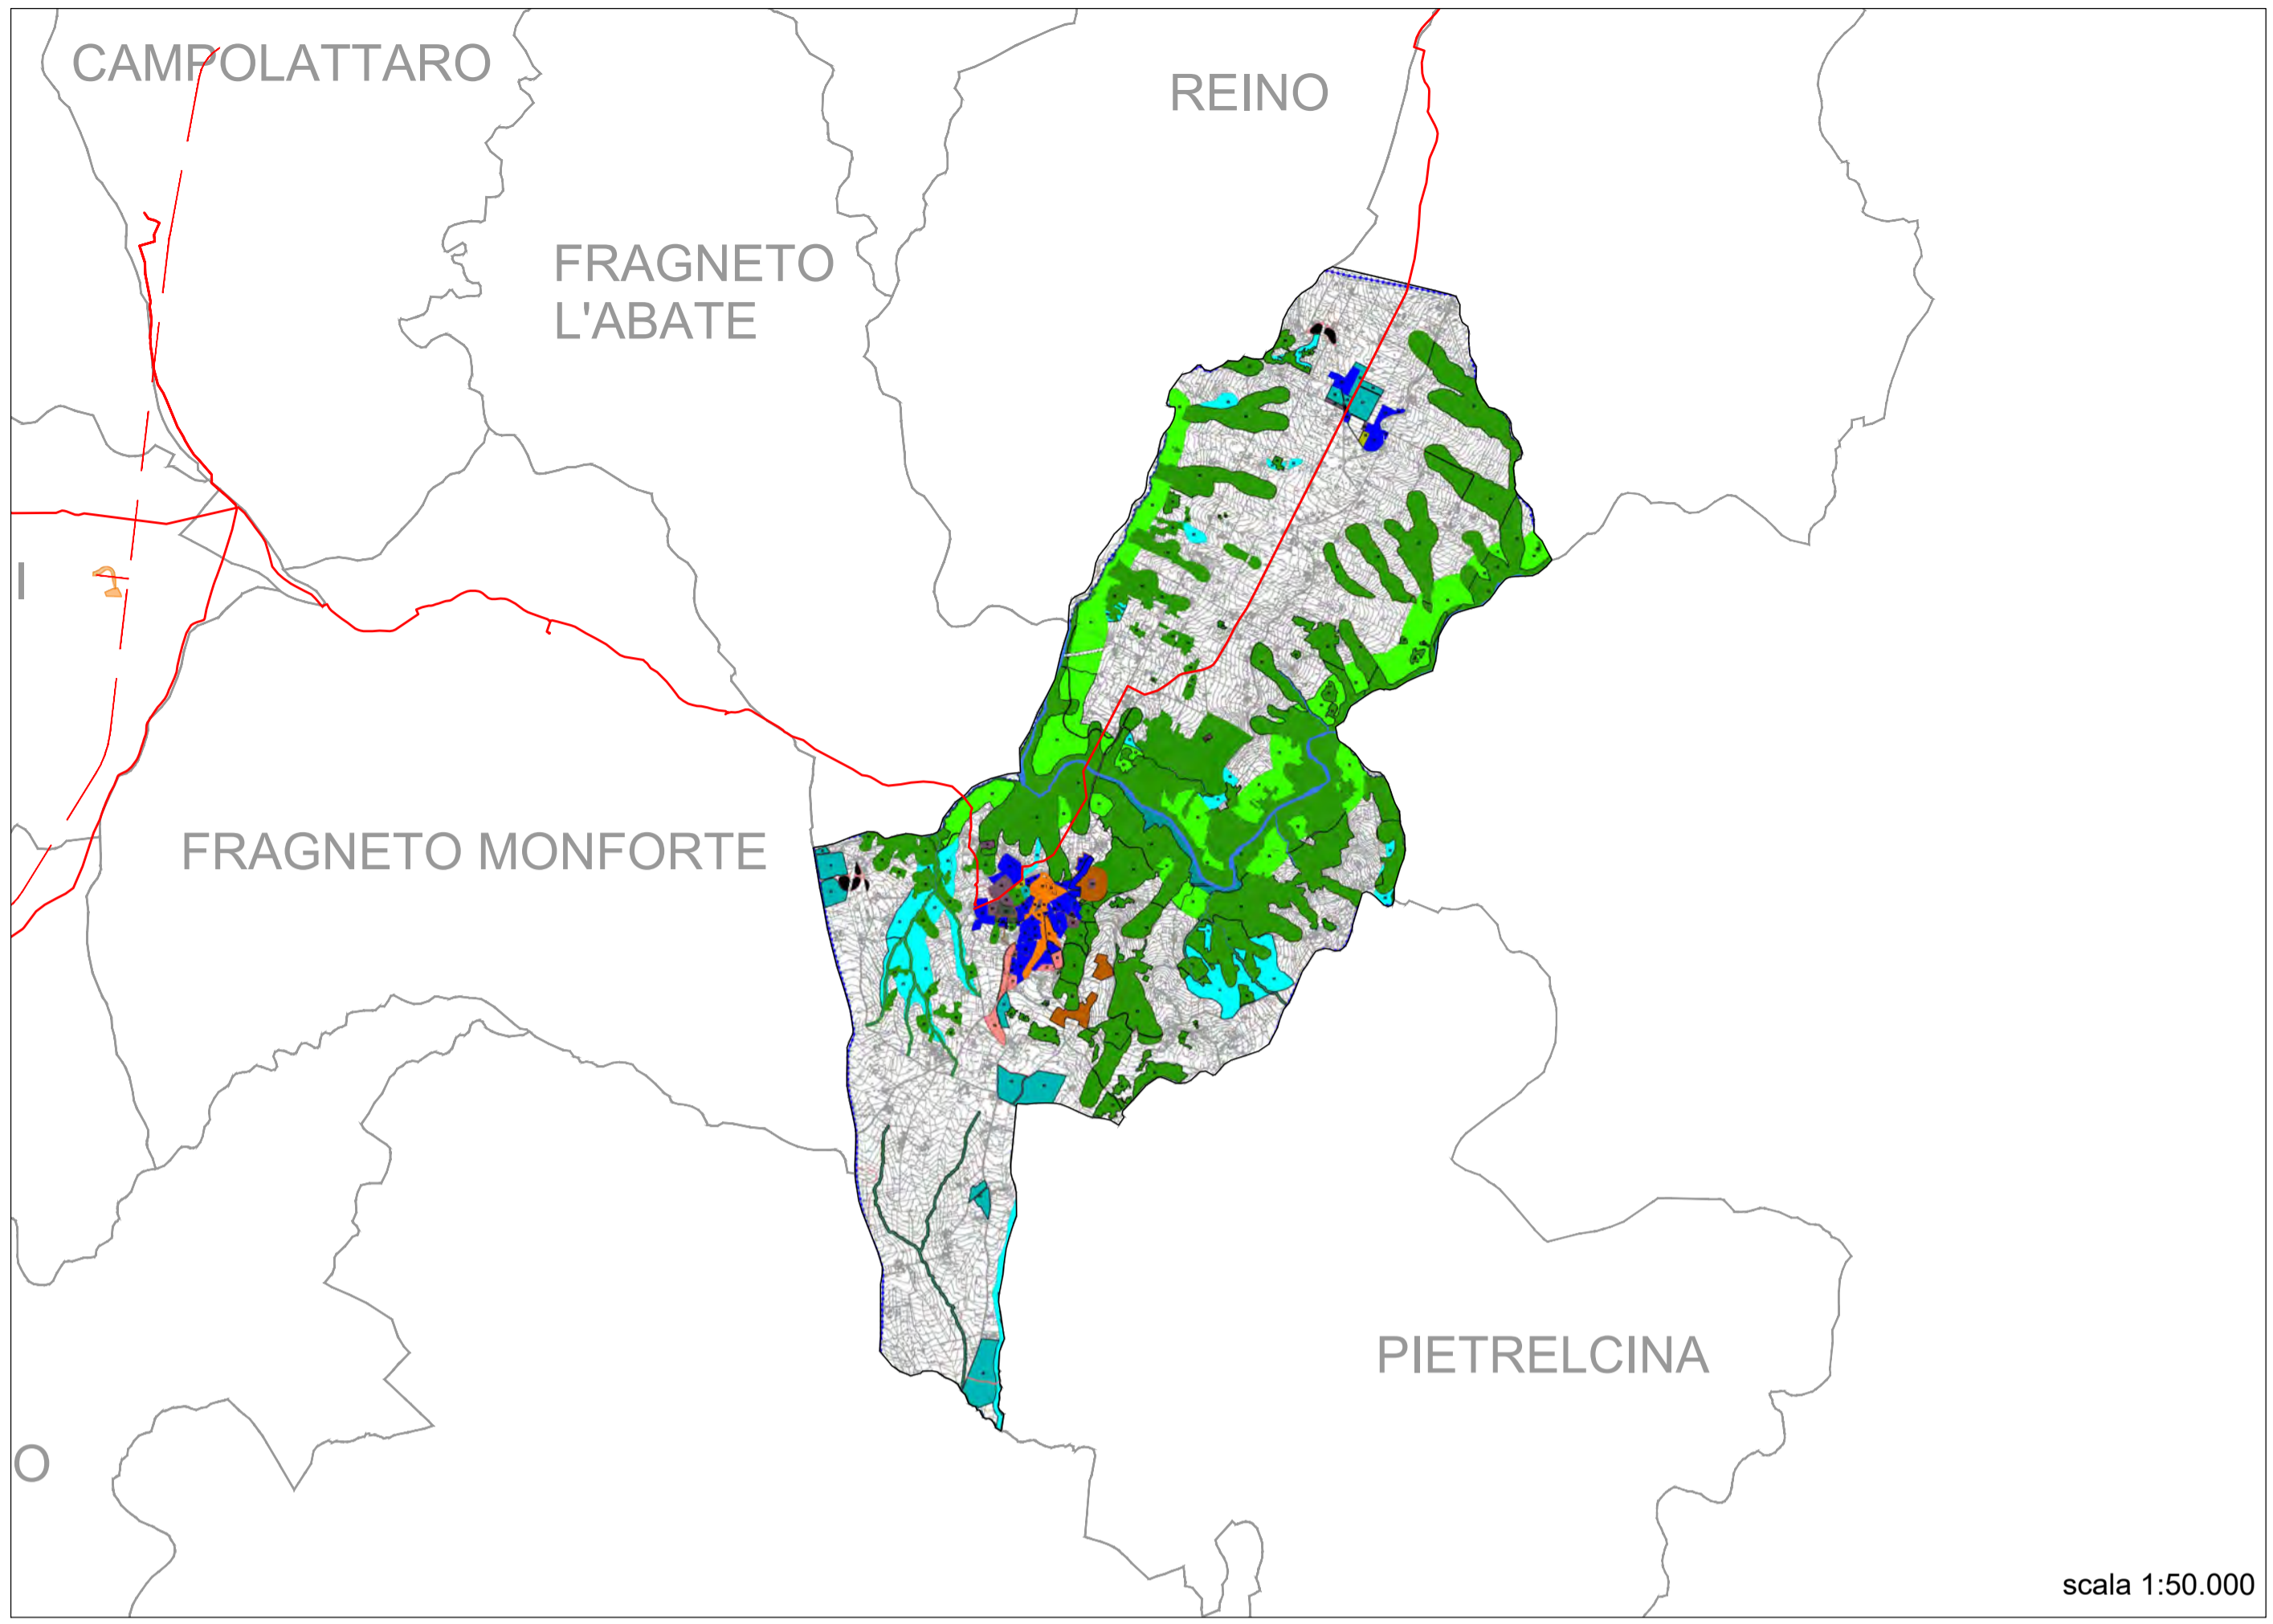 CAMPOLATTARO
REINO
FRAGNETO
L'ABATE
I
FRAGNETO MONFORTE
PIETRELCINA
O
scala 1:50.000